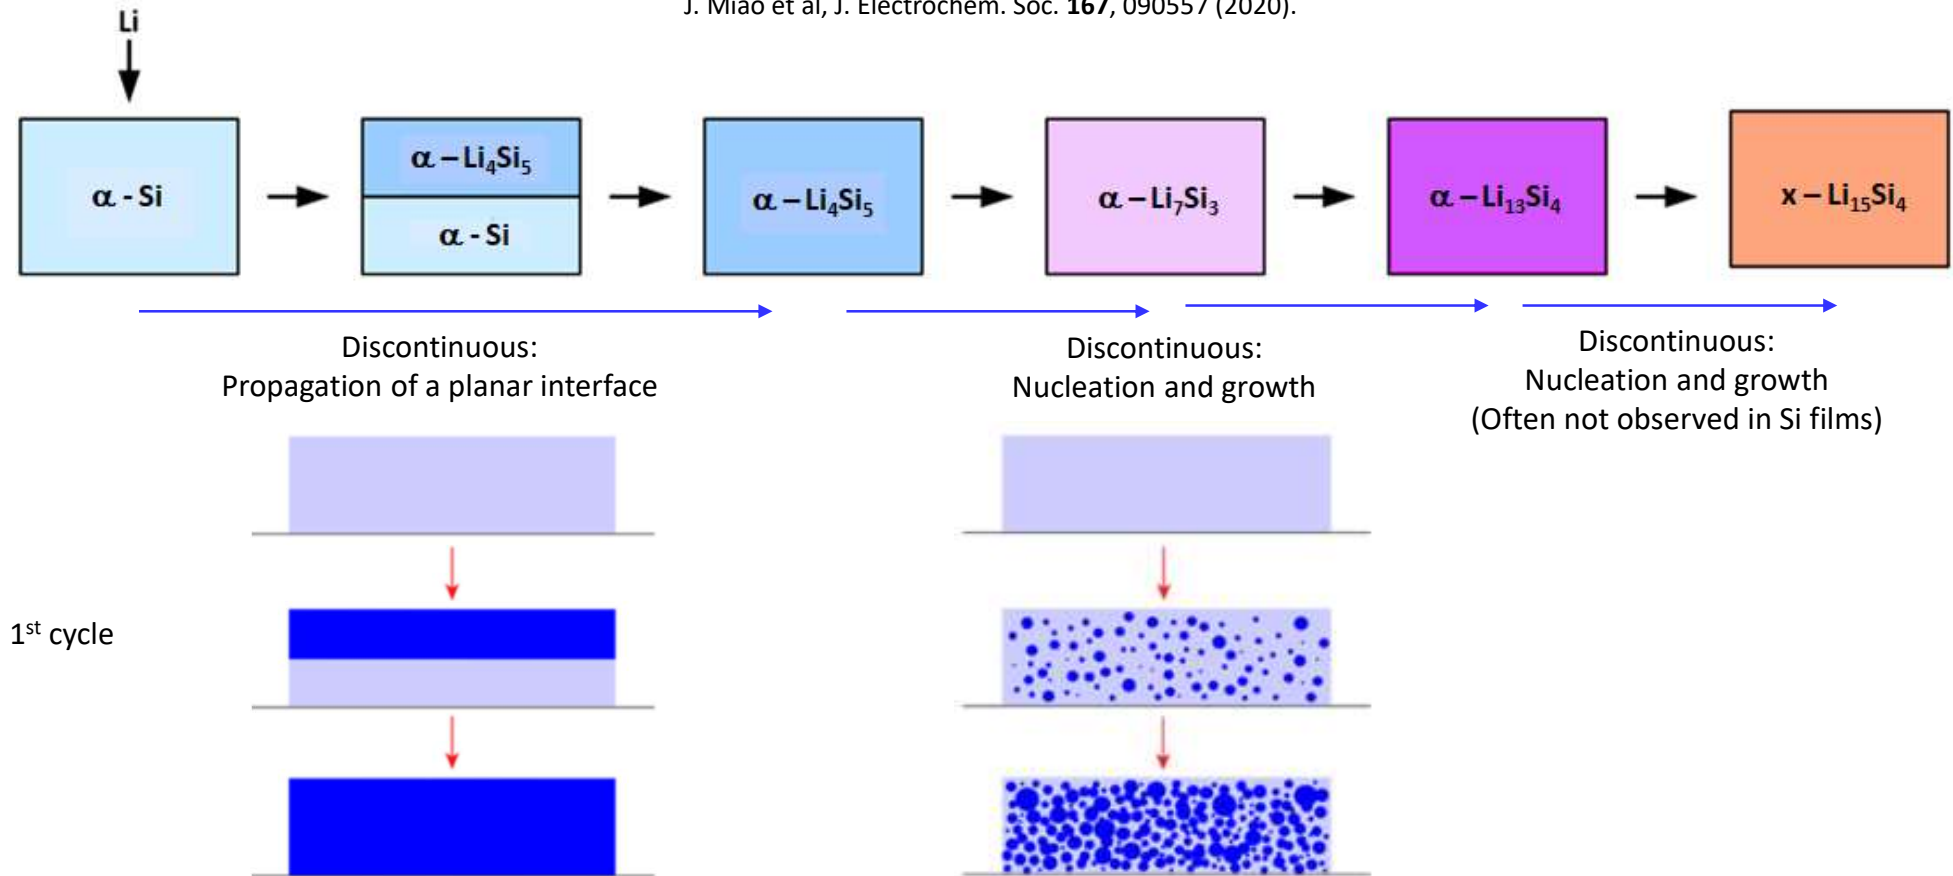 J. Miao et al, J. Electrochem. Soc. 167, 090557 (2020).
Li
α - Si
α – Li₄Si₅
α - Si
α – Li₄Si₅
α – Li₇Si₃
α – Li₁₃Si₄
x – Li₁₅Si₄
Discontinuous:
Propagation of a planar interface
Discontinuous:
Nucleation and growth
Discontinuous:
Nucleation and growth
(Often not observed in Si films)
1st cycle